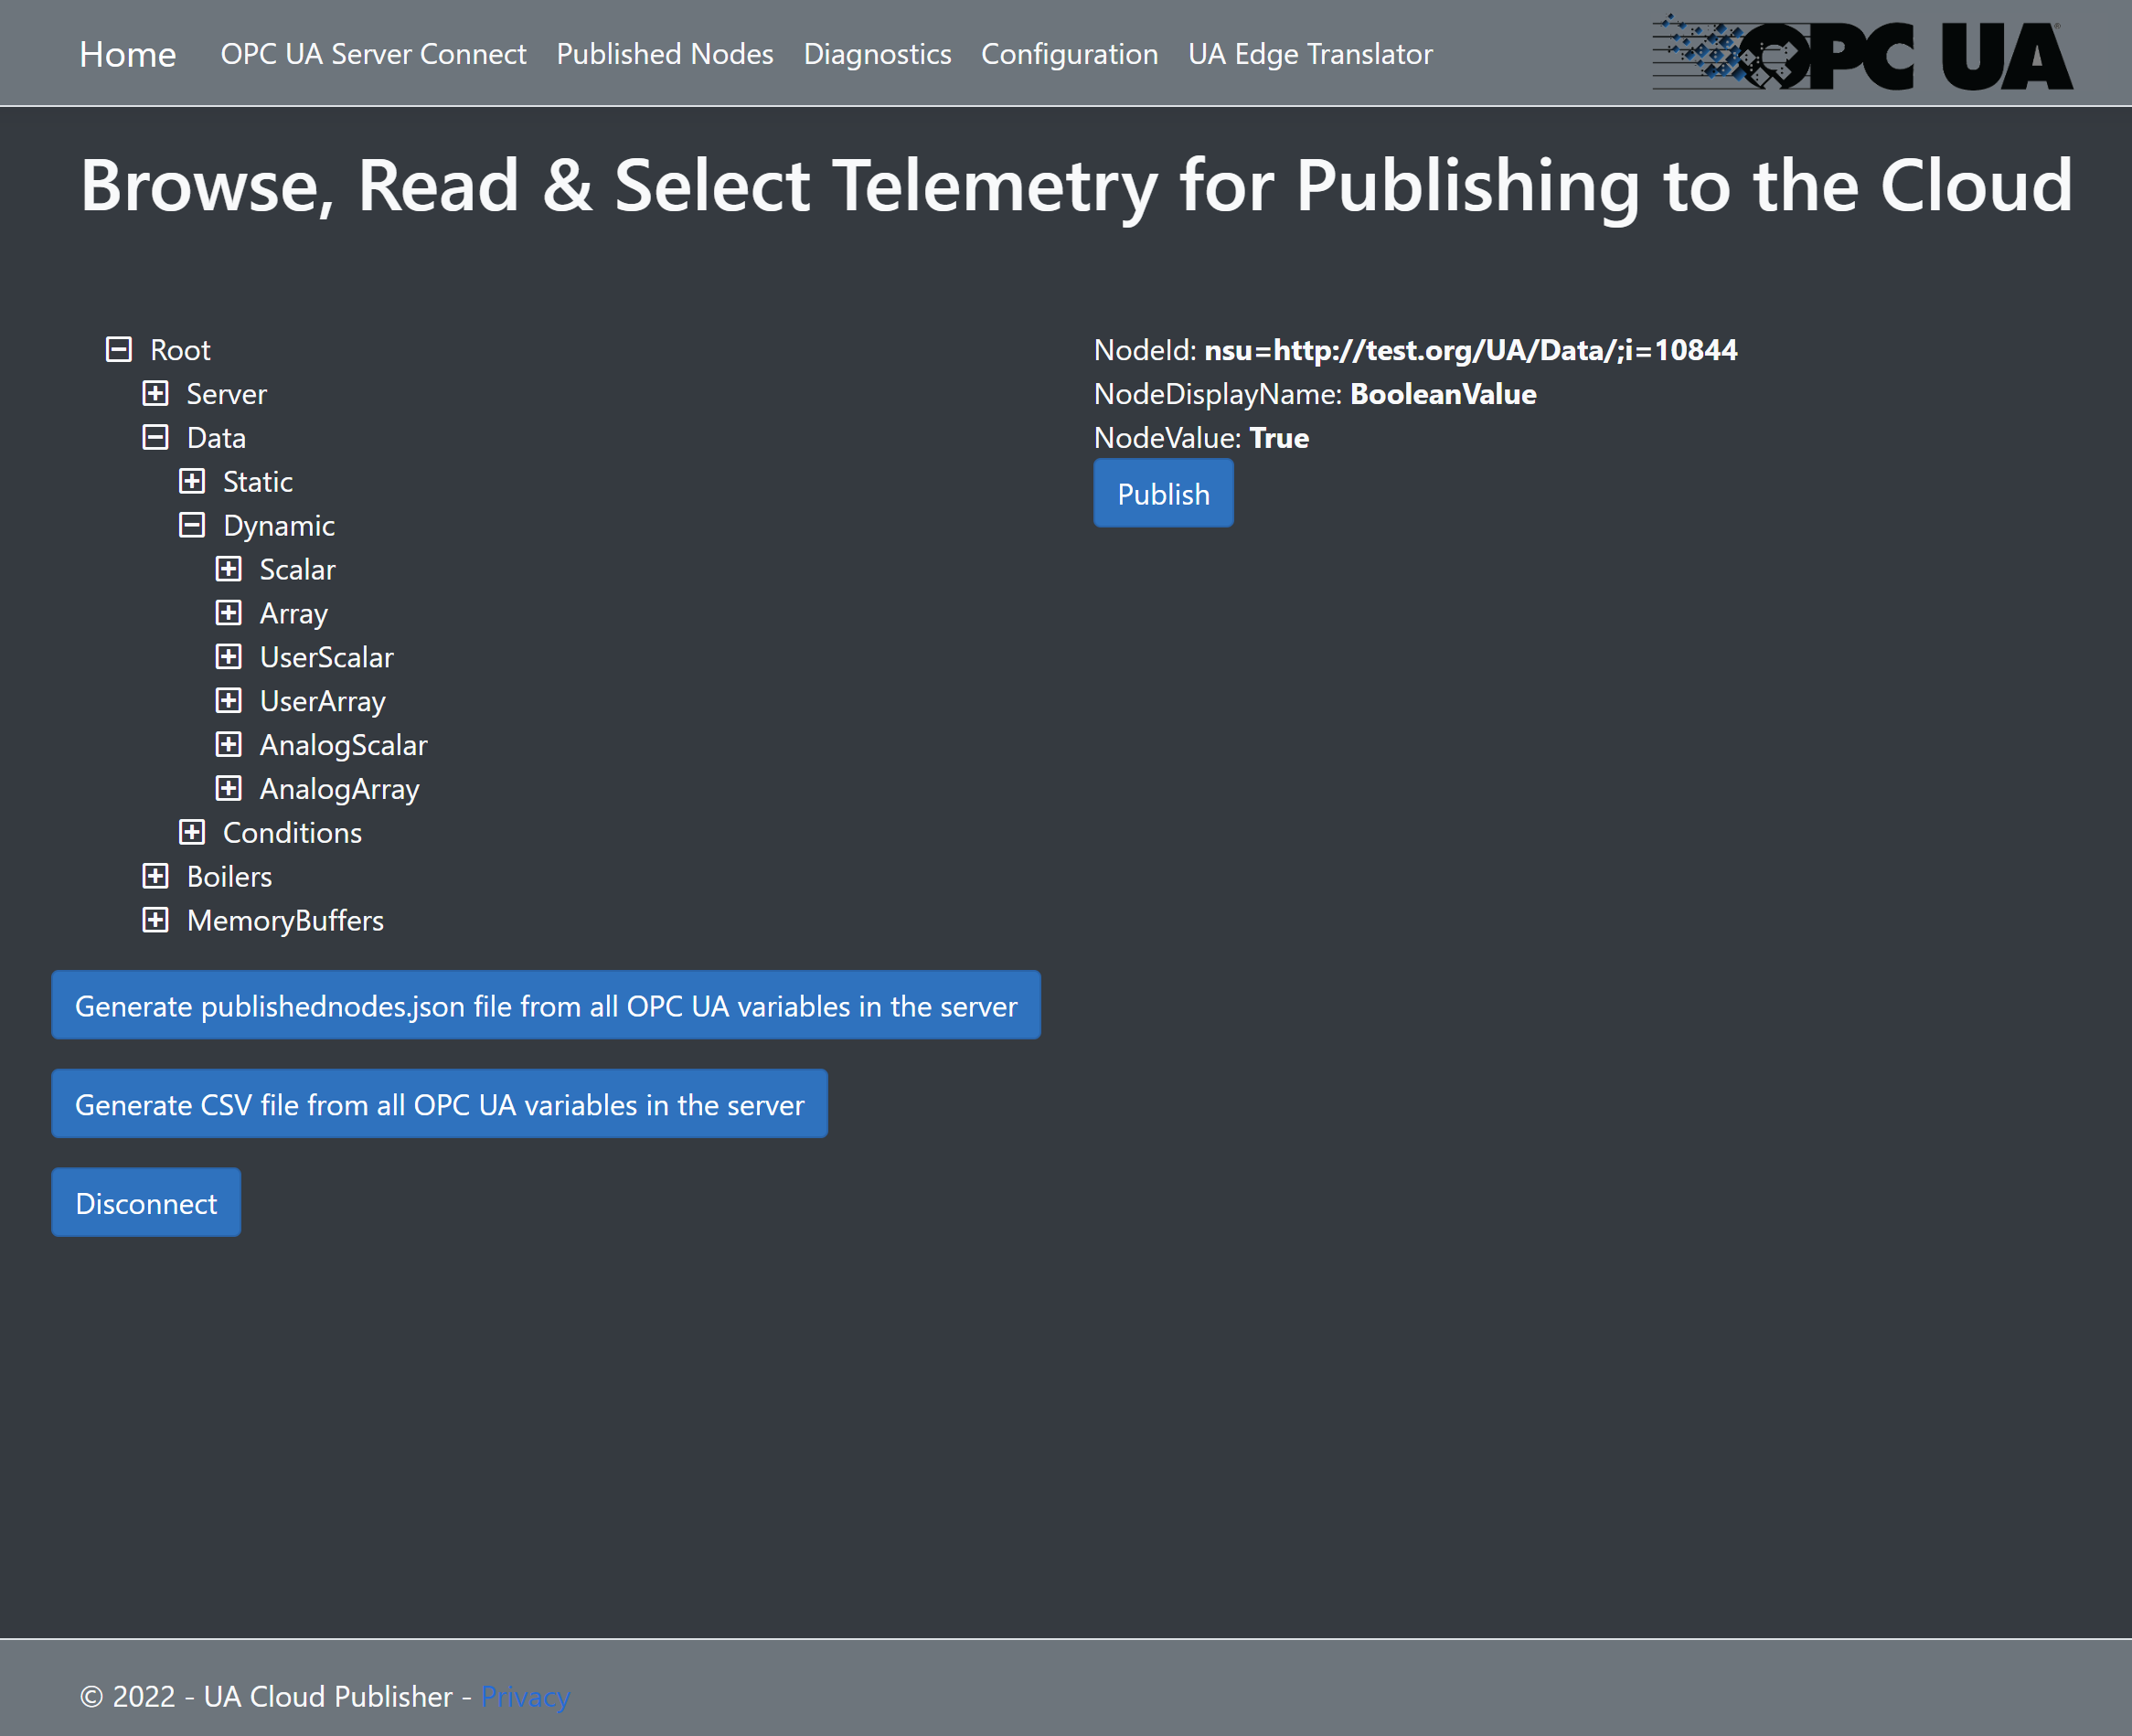 Home OPC UA Server Connect Published Nodes Diagnostics Configuration UA Edge Translator OPC UA®
Browse, Read & Select Telemetry for Publishing to the Cloud
Root
Server
Data
Static
Dynamic
Scalar
Array
UserScalar
UserArray
AnalogScalar
AnalogArray
Conditions
Boilers
MemoryBuffers
NodeId: nsu=http://test.org/UA/Data/;i=10844
NodeDisplayName: BooleanValue
NodeValue: True
Publish
Generate publishednodes.json file from all OPC UA variables in the server
Generate CSV file from all OPC UA variables in the server
Disconnect
© 2022 - UA Cloud Publisher - Privacy